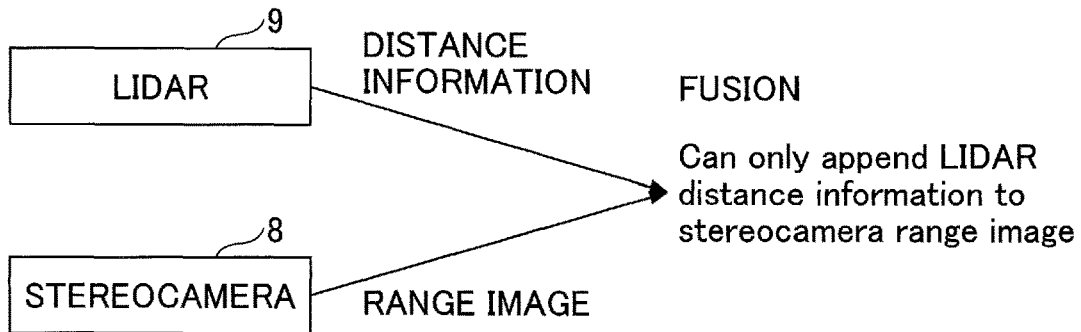 9
LIDAR
DISTANCE
INFORMATION
FUSION
Can only append LIDAR
distance information to
stereocamera range image
8
STEREOCAMERA
RANGE IMAGE